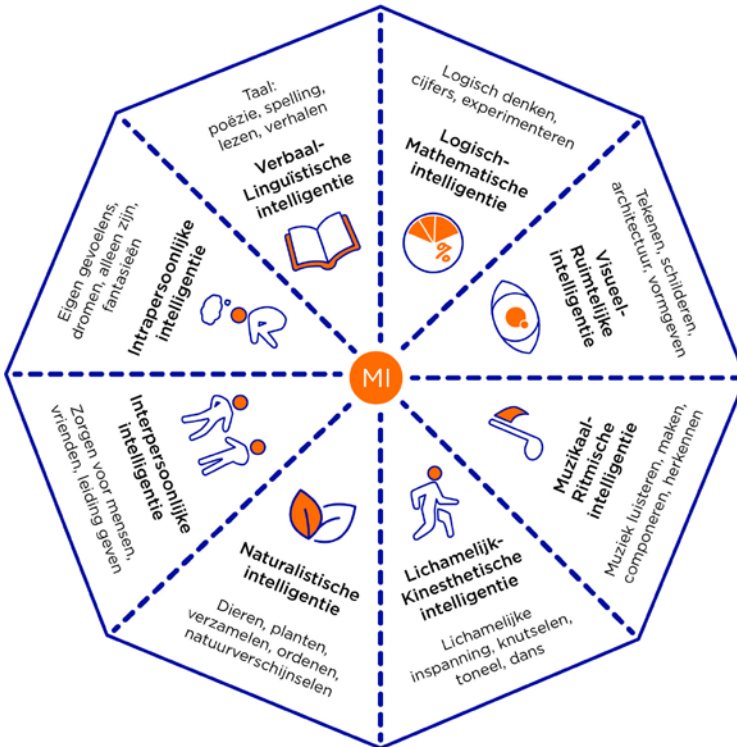 Taal:
poëzie, spelling,
lezen, verhalen
Verbaal-
Linguïstische
intelligentie
Logisch denken,
cijfers, experimenteren
Logisch-
Mathematische
intelligentie
%
Tekenen, schilderen,
architectuur, vormgeven
Visueel-
Ruimtelijke
intelligentie
Muzikaal-
Ritmische
intelligentie
Muziek luisteren, maken,
componeren, herkennen
Lichamelijk-
Kinesthetische
intelligentie
Lichamelijke
inspanning, knutselen,
toneel, dans
Naturalistische
intelligentie
Dieren, planten,
verzamelen, ordenen,
natuurverschijnselen
Interpersoonlijke
intelligentie
Zorgen voor mensen,
vrienden, leiding geven
Eigen gevoelens,
dromen, alleen zijn,
fantasieën
Intrapersoonlijke
intelligentie
MI